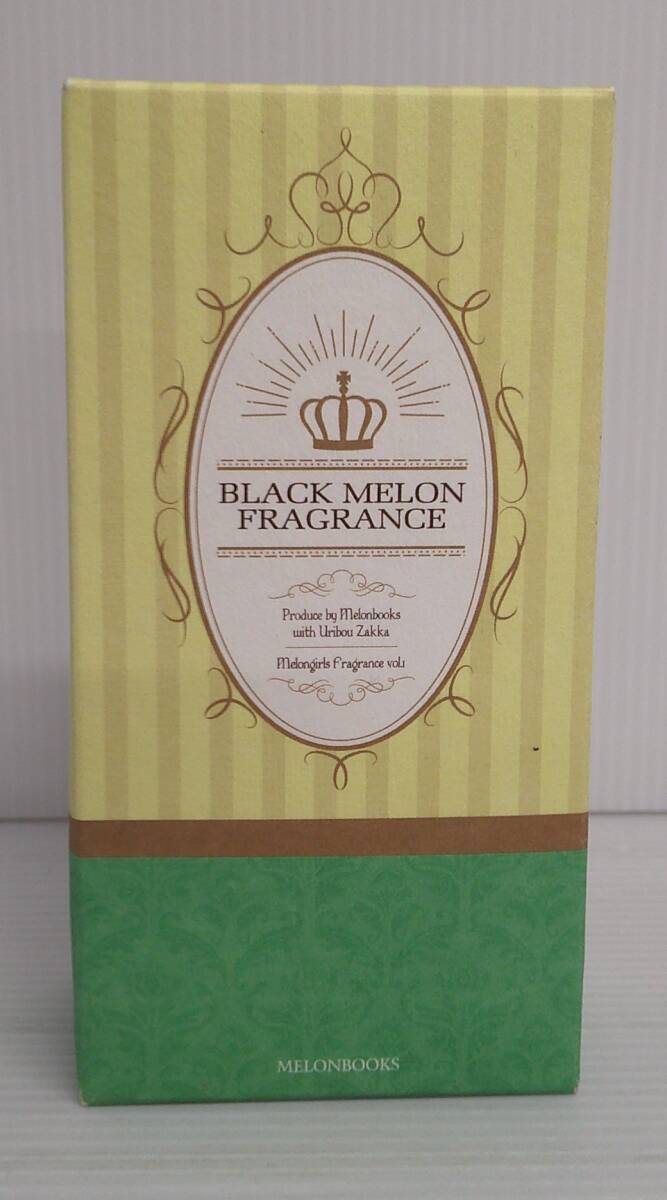 BLACK MELON
FRAGRANCE
Produce by Melonbooks
with Uribou Zakka
Melongirls Fragrance vol.1
MELONBOOKS